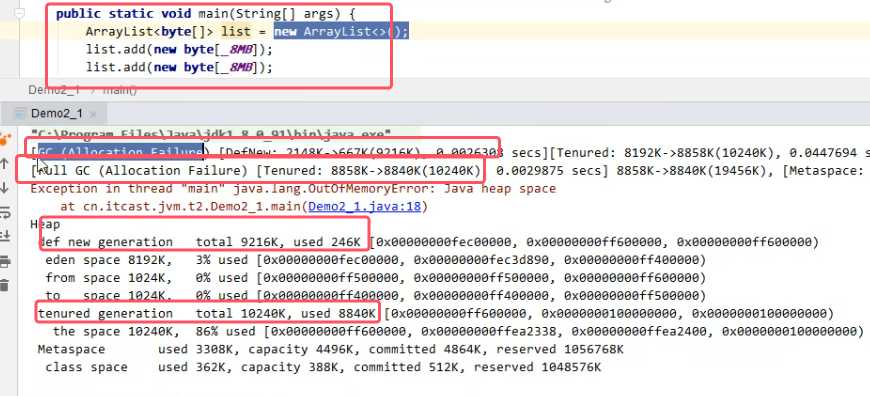 public static void main(String[] args) {
ArrayList<byte[]> list = new ArrayList<>();
list.add(new byte[_8MB]);
list.add(new byte[_8MB]);
Demo2_1 › main()
Demo2_1 ×
"C:\Program Files\Java\jdk1.8.0_91\bin\java.exe"
[GC (Allocation Failure) [DefNew: 2148K->667K(9216K), 0.0026308 secs][Tenured: 8192K->8858K(10240K), 0.0447694 s
[Full GC (Allocation Failure) [Tenured: 8858K->8840K(10240K) 0.0029875 secs] 8858K->8840K(19456K), [Metaspace:
Exception in thread "main" java.lang.OutOfMemoryError: Java heap space
at cn.itcast.jvm.t2.Demo2_1.main(Demo2_1.java:18)
Heap
def new generation total 9216K, used 246K [0x00000000fec00000, 0x00000000ff600000, 0x00000000ff600000)
eden space 8192K, 3% used [0x00000000fec00000, 0x00000000fec3d890, 0x00000000ff400000)
from space 1024K, 0% used [0x00000000ff500000, 0x00000000ff500000, 0x00000000ff600000)
to space 1024K, 0% used [0x00000000ff400000, 0x00000000ff400000, 0x00000000ff500000)
tenured generation total 10240K, used 8840K [0x00000000ff600000, 0x0000000100000000, 0x0000000100000000)
the space 10240K, 86% used [0x00000000ff600000, 0x00000000ffea2338, 0x00000000ffea2400, 0x0000000100000000)
Metaspace used 3308K, capacity 4496K, committed 4864K, reserved 1056768K
class space used 362K, capacity 388K, committed 512K, reserved 1048576K